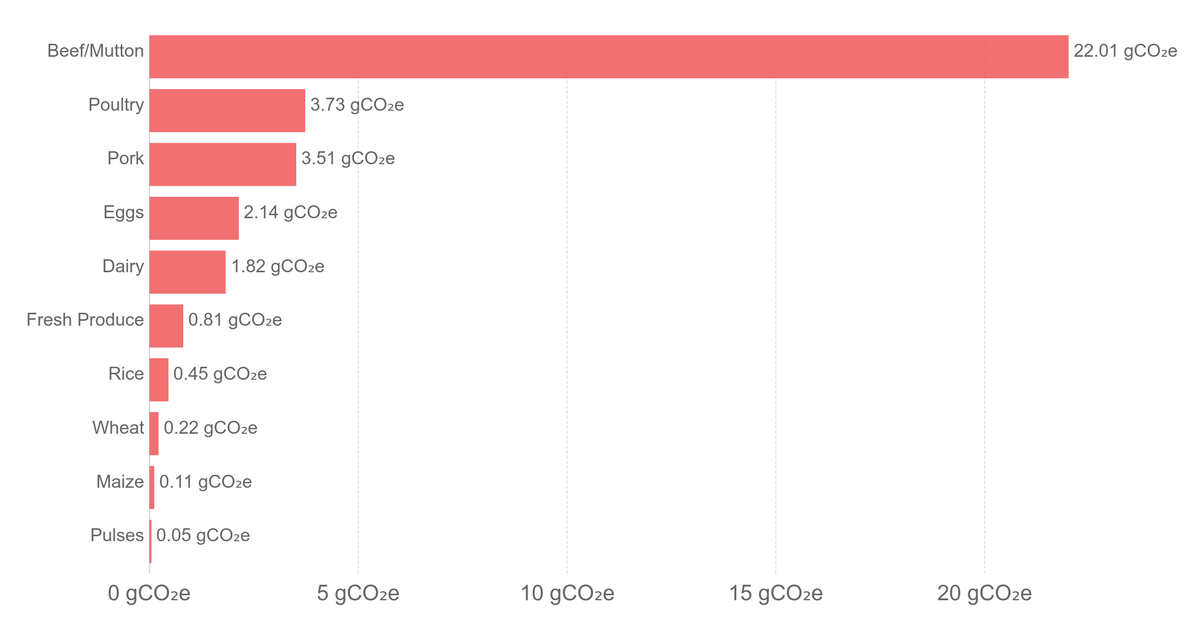 Beef/Mutton 22.01 gCO₂e
Poultry 3.73 gCO₂e
Pork 3.51 gCO₂e
Eggs 2.14 gCO₂e
Dairy 1.82 gCO₂e
Fresh Produce 0.81 gCO₂e
Rice 0.45 gCO₂e
Wheat 0.22 gCO₂e
Maize 0.11 gCO₂e
Pulses 0.05 gCO₂e
0 gCO₂e 5 gCO₂e 10 gCO₂e 15 gCO₂e 20 gCO₂e